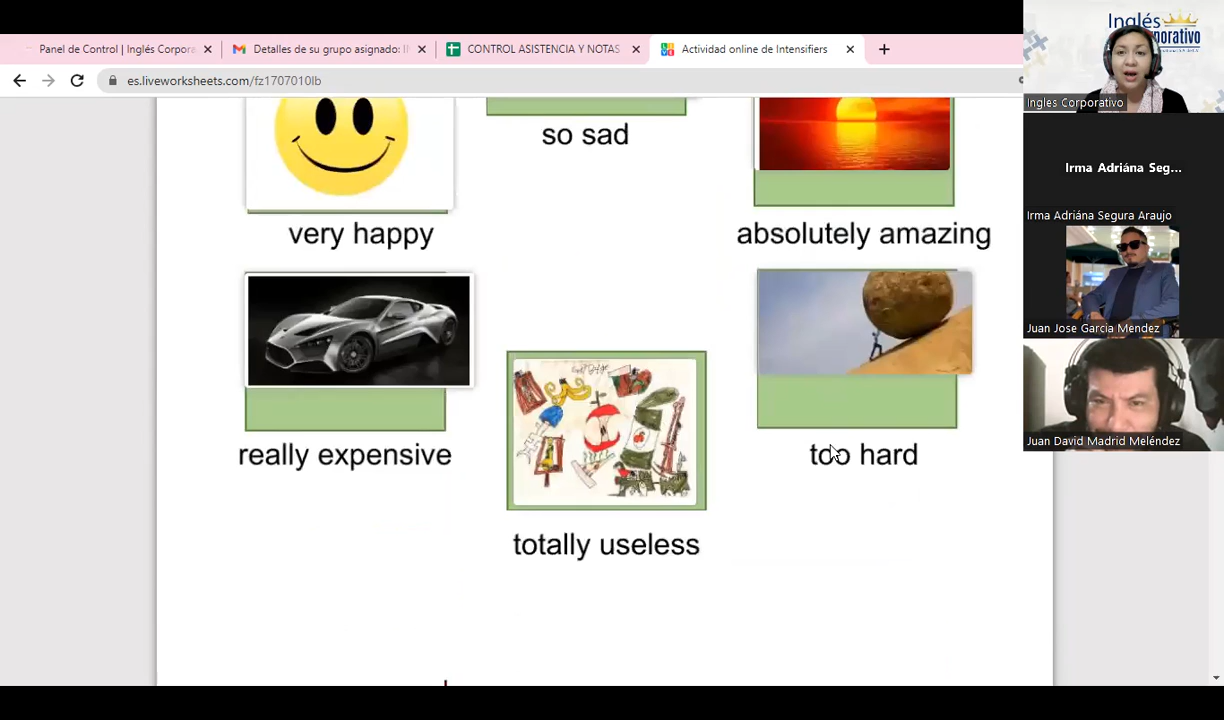 Panel de Control | Inglés Corpora
Detalles de su grupo asignado: I
CONTROL ASISTENCIA Y NOTAS
Actividad online de Intensifiers
es.liveworksheets.com/fz1707010lb
so sad
very happy
absolutely amazing
really expensive
too hard
totally useless
Inglés
Ingles Corporativo
Irma Adriána Seg...
Irma Adriána Segura Araujo
Juan Jose Garcia Mendez
Juan David Madrid Meléndez